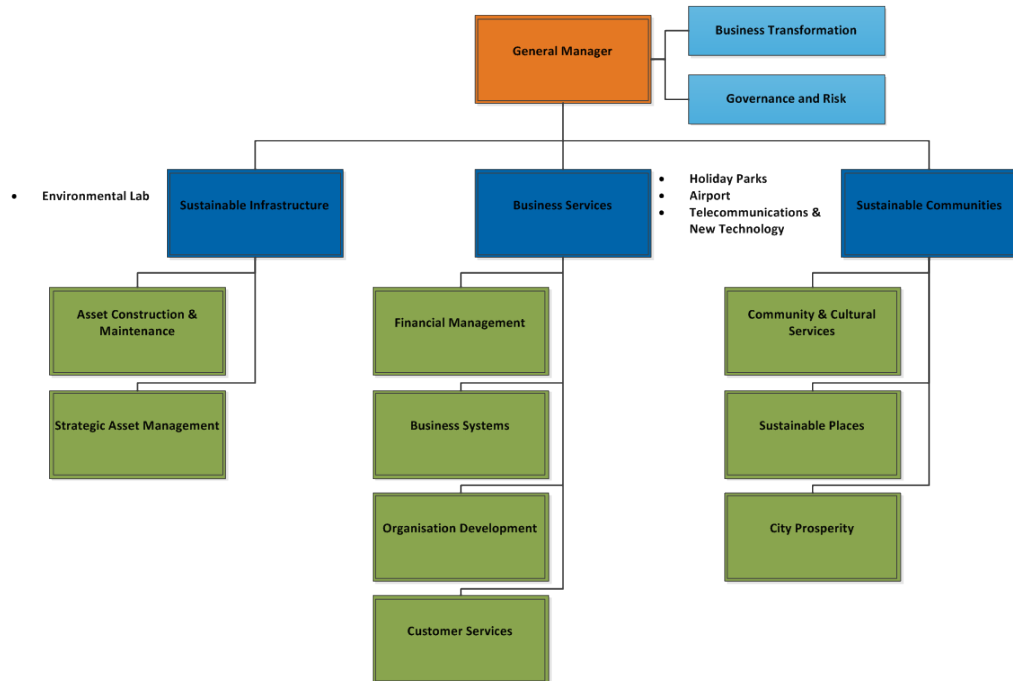 Business Transformation
General Manager
Governance and Risk
• Environmental Lab
Sustainable Infrastructure
Business Services
• Holiday Parks
• Airport
• Telecommunications &
New Technology
Sustainable Communities
Asset Construction &
Maintenance
Financial Management
Community & Cultural
Services
Strategic Asset Management
Business Systems
Sustainable Places
Organisation Development
City Prosperity
Customer Services